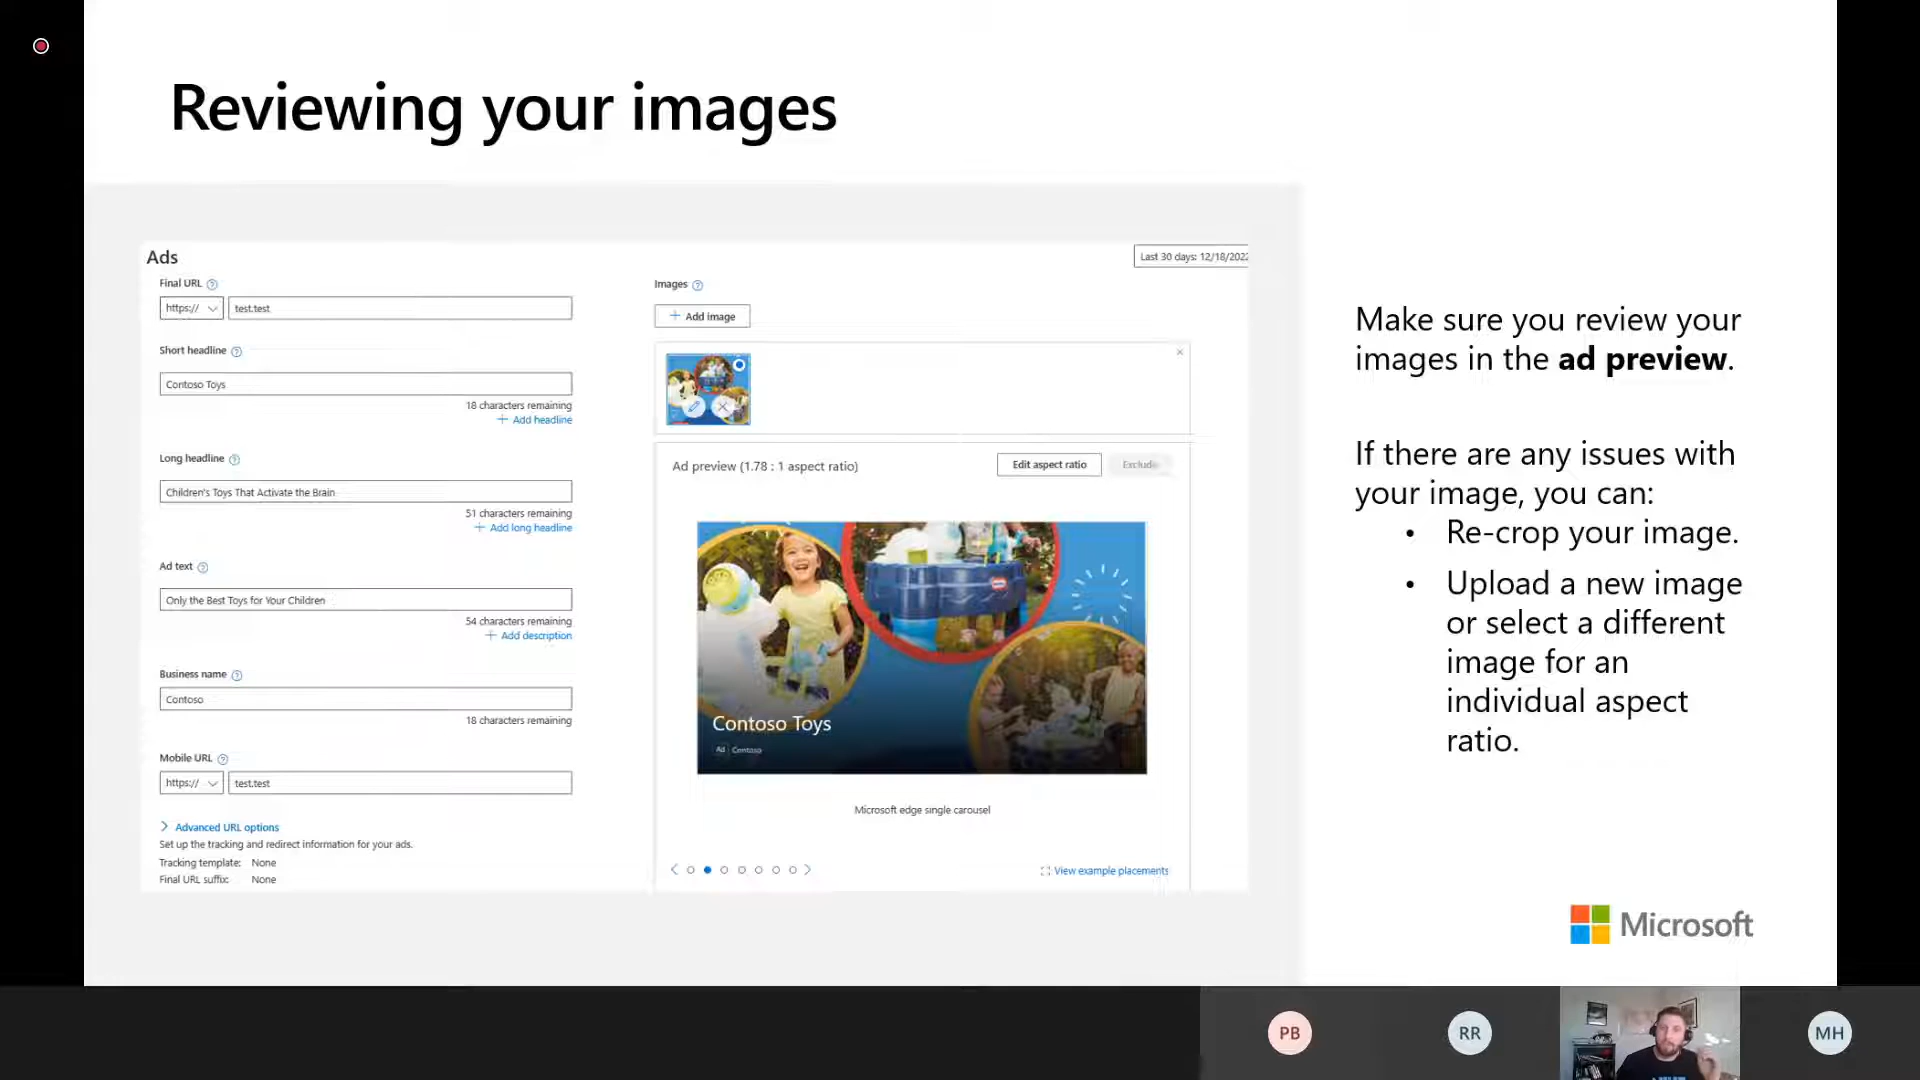 Reviewing your images
Ads
Last 30 days: 12/18/2022
Final URL
https://
test.test
Short headline
Contoso Toys
18 characters remaining
Add headline
Long headline
Children's Toys That Activate the Brain
51 characters remaining
Add long headline
Ad text
Only the Best Toys for Your Children
54 characters remaining
Add description
Business name
Contoso
18 characters remaining
Mobile URL
https://
test.test
Advanced URL options
Set up the tracking and redirect information for your ads.
Tracking template: None
Final URL suffix: None
Images
Add image
Ad preview (1.78 : 1 aspect ratio)
Edit aspect ratio
Exclude
Contoso Toys
Ad Contoso
Microsoft edge single carousel
View example placements
Make sure you review your
images in the ad preview.
If there are any issues with
your image, you can:
• Re-crop your image.
• Upload a new image
or select a different
image for an
individual aspect
ratio.
Microsoft
PB
RR
MH